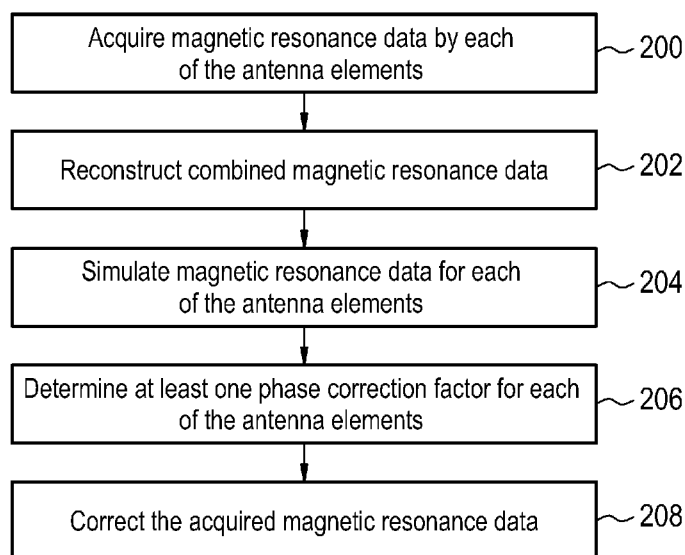 Acquire magnetic resonance data by each
of the antenna elements
200
Reconstruct combined magnetic resonance data
202
Simulate magnetic resonance data for each
of the antenna elements
204
Determine at least one phase correction factor for each
of the antenna elements
206
Correct the acquired magnetic resonance data
208